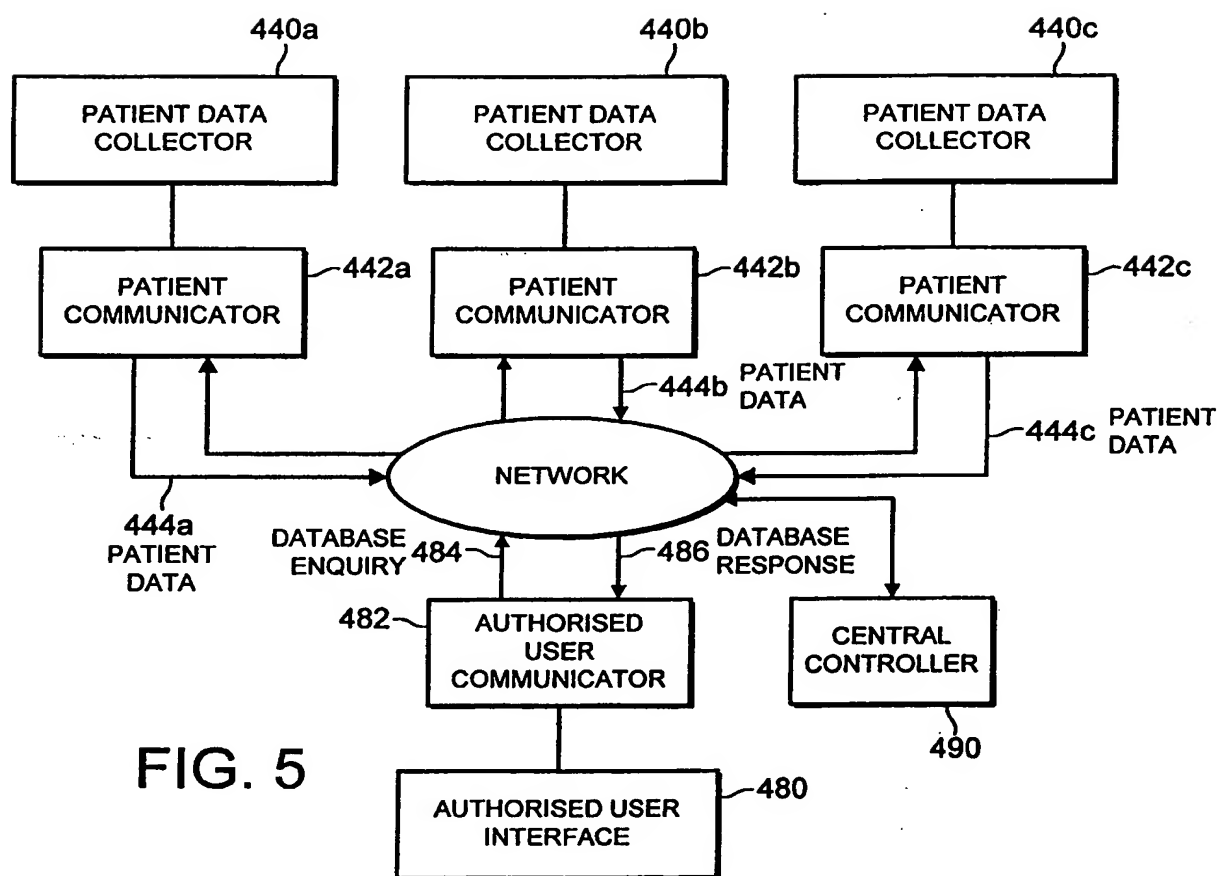 440a
440b
440c
PATIENT DATA
COLLECTOR
PATIENT DATA
COLLECTOR
PATIENT DATA
COLLECTOR
PATIENT
COMMUNICATOR
442a
PATIENT
COMMUNICATOR
442b
PATIENT
COMMUNICATOR
442c
444b
PATIENT
DATA
444c
PATIENT
DATA
NETWORK
444a
PATIENT
DATA
DATABASE
ENQUIRY
484
486
DATABASE
RESPONSE
482
AUTHORISED
USER
COMMUNICATOR
CENTRAL
CONTROLLER
490
FIG. 5
AUTHORISED USER
INTERFACE
480